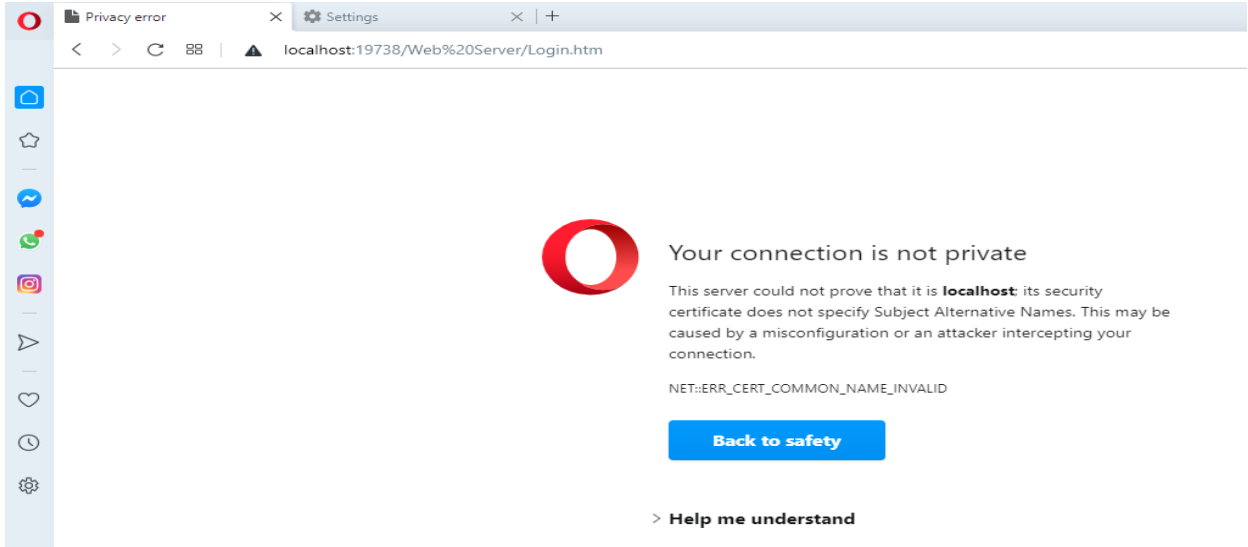 Privacy error
Settings
localhost:19738/Web%20Server/Login.htm
Your connection is not private
This server could not prove that it is localhost; its security
certificate does not specify Subject Alternative Names. This may be
caused by a misconfiguration or an attacker intercepting your
connection.
NET::ERR_CERT_COMMON_NAME_INVALID
Back to safety
Help me understand